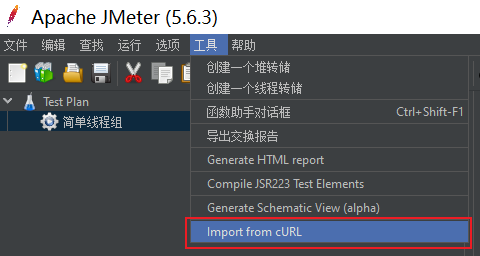 Apache JMeter (5.6.3)
文件 编辑 查找 运行 选项 工具 帮助
创建一个堆转储
创建一个线程转储
Test Plan
函数助手对话框 Ctrl+Shift-F1
简单线程组
导出交换报告
Generate HTML report
Compile JSR223 Test Elements
Generate Schematic View (alpha)
Import from cURL